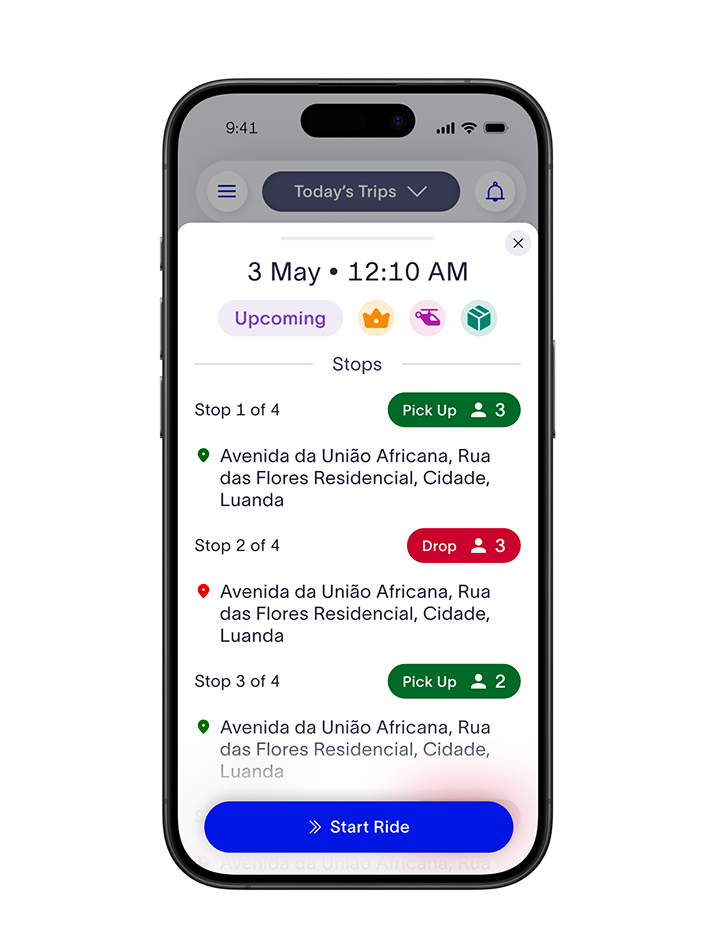 9:41
Today's Trips
3 May • 12:10 AM
Upcoming
Stops
Stop 1 of 4
Pick Up 3
Avenida da União Africana, Rua
das Flores Residencial, Cidade,
Luanda
Stop 2 of 4
Drop 3
Avenida da União Africana, Rua
das Flores Residencial, Cidade,
Luanda
Stop 3 of 4
Pick Up 2
Avenida da União Africana, Rua
das Flores Residencial, Cidade,
Luanda
Start Ride
Avenida da União Africana, Rua